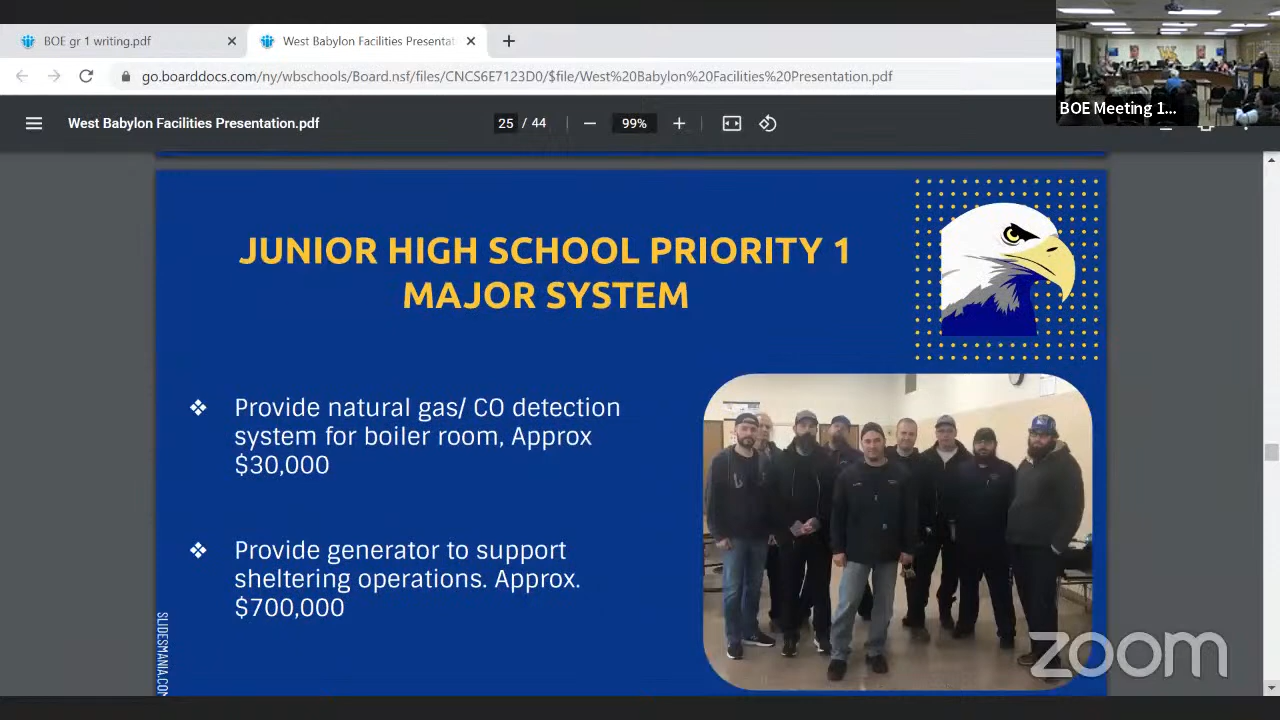 BOE gr 1 writing.pdf
West Babylon Facilities Presentat
go.boarddocs.com/ny/wbschools/Board.nsf/files/CNCS6E7123D0/$file/West%20Babylon%20Facilities%20Presentation.pdf
BOE Meeting 1...
West Babylon Facilities Presentation.pdf
25 / 44
99%
JUNIOR HIGH SCHOOL PRIORITY 1
MAJOR SYSTEM
❖ Provide natural gas/ CO detection
system for boiler room, Approx
$30,000
❖ Provide generator to support
sheltering operations. Approx.
$700,000
SLIDESMANIA.COM
zoom